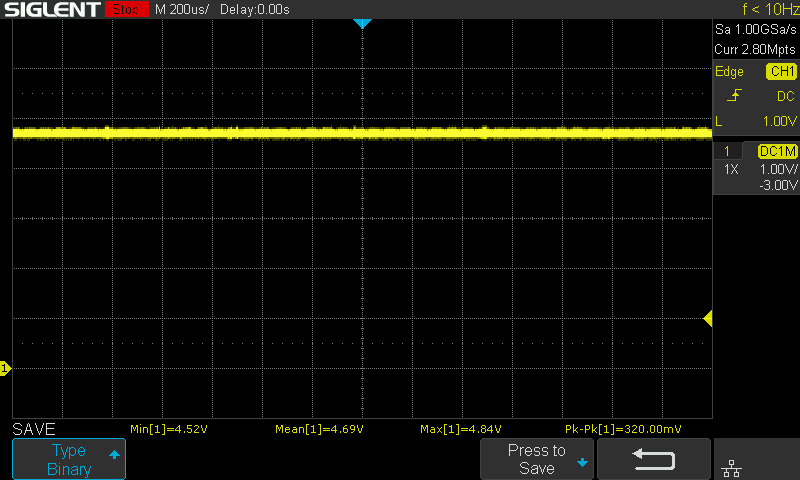 SIGLENT Stop M 200us/ Delay:0.00s f < 10Hz
Sa 1.00GSa/s
Curr 2.80Mpts
Edge CH1
DC
L 1.00V
1 DC1M
1X 1.00V/
-3.00V
1
SAVE Min[1]=4.52V Mean[1]=4.69V Max[1]=4.84V Pk-Pk[1]=320.00mV
Type
Binary
Press to
Save